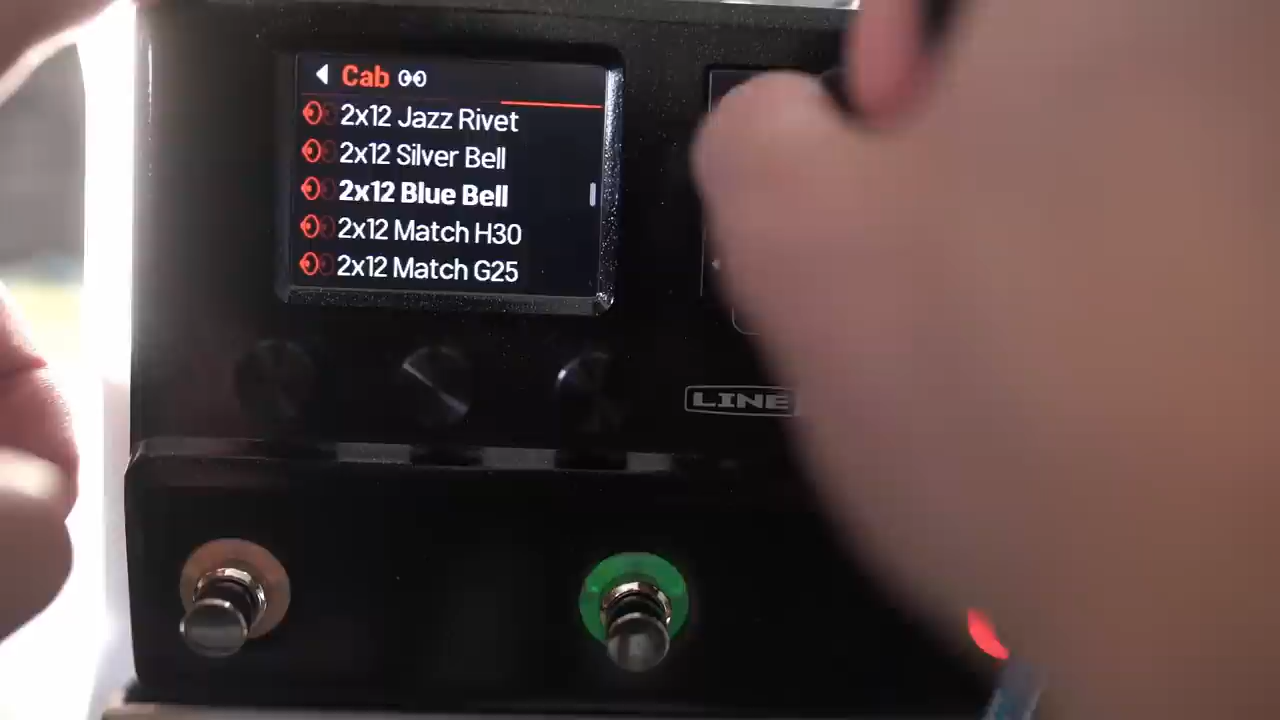 Cab
2x12 Jazz Rivet
2x12 Silver Bell
2x12 Blue Bell
2x12 Match H30
2x12 Match G25
LINE